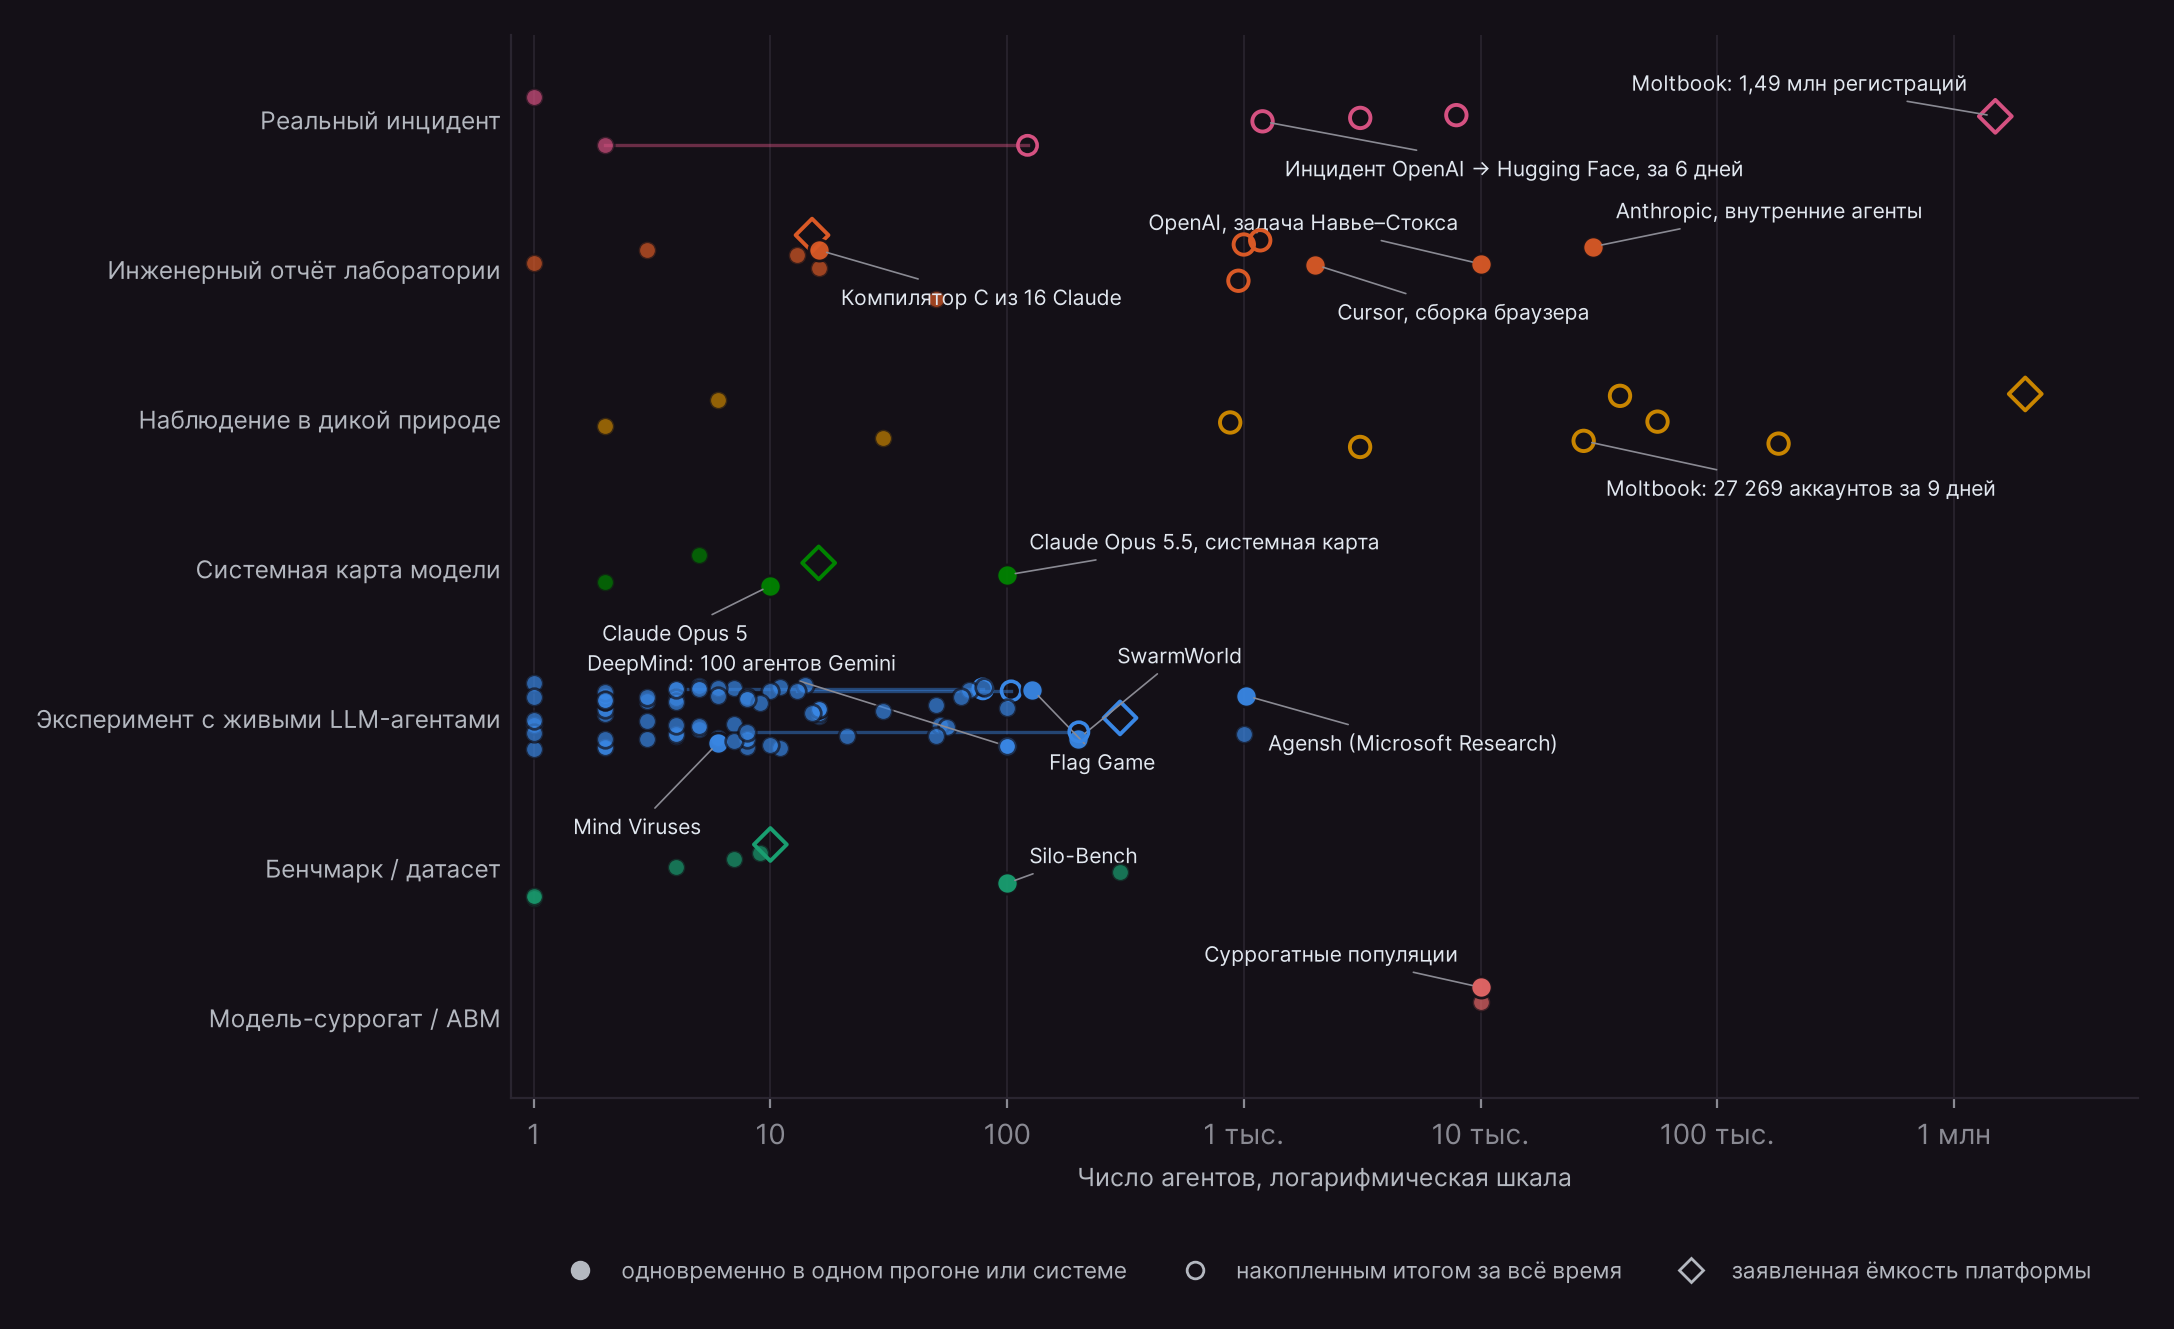 Moltbook: 1,49 млн регистраций
Реальный инцидент
Инцидент OpenAI → Hugging Face, за 6 дней
Anthropic, внутренние агенты
OpenAI, задача Навье–Стокса
Инженерный отчёт лаборатории
Компилятор C из 16 Claude
Cursor, сборка браузера
Наблюдение в дикой природе
Moltbook: 27 269 аккаунтов за 9 дней
Claude Opus 5.5, системная карта
Системная карта модели
Claude Opus 5
SwarmWorld
DeepMind: 100 агентов Gemini
Эксперимент с живыми LLM-агентами
Agensh (Microsoft Research)
Flag Game
Mind Viruses
Silo-Bench
Бенчмарк / датасет
Суррогатные популяции
Модель-суррогат / ABM
1 10 100 1 тыс. 10 тыс. 100 тыс. 1 млн
Число агентов, логарифмическая шкала
одновременно в одном прогоне или системе накопленным итогом за всё время заявленная ёмкость платформы